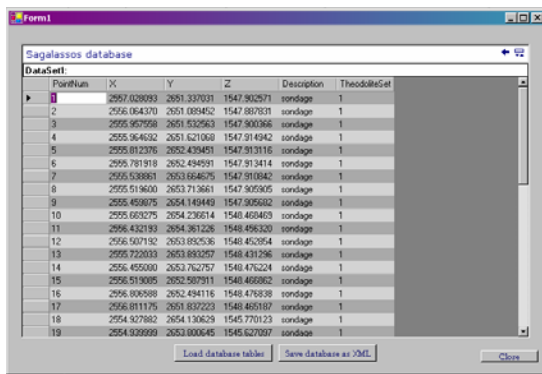 Form1
Sagalassos database
DataSet1:
PointNum X Y Z Description TheodoliteSet
1 2557.028093 2651.337031 1547.902571 sondage 1
2 2556.064370 2651.089452 1547.887831 sondage 1
3 2555.957558 2651.532563 1547.900366 sondage 1
4 2555.964692 2651.621068 1547.914942 sondage 1
5 2555.812376 2652.439451 1547.913116 sondage 1
6 2555.781918 2652.494591 1547.913414 sondage 1
7 2555.538861 2653.664675 1547.910842 sondage 1
8 2555.519600 2653.713661 1547.905905 sondage 1
9 2555.459875 2654.149449 1547.905682 sondage 1
10 2555.669275 2654.236614 1548.468469 sondage 1
11 2556.432193 2654.361226 1548.456320 sondage 1
12 2556.507192 2653.892536 1548.452854 sondage 1
13 2555.722033 2653.893257 1548.431296 sondage 1
14 2556.455080 2653.762757 1548.476224 sondage 1
15 2556.519085 2652.587911 1548.466862 sondage 1
16 2556.806588 2652.494116 1548.476838 sondage 1
17 2556.811175 2651.837223 1548.465187 sondage 1
18 2554.927882 2654.130629 1545.770123 sondage 1
19 2554.939999 2653.800645 1545.627097 sondage 1
Load database tables Save database as XML Close